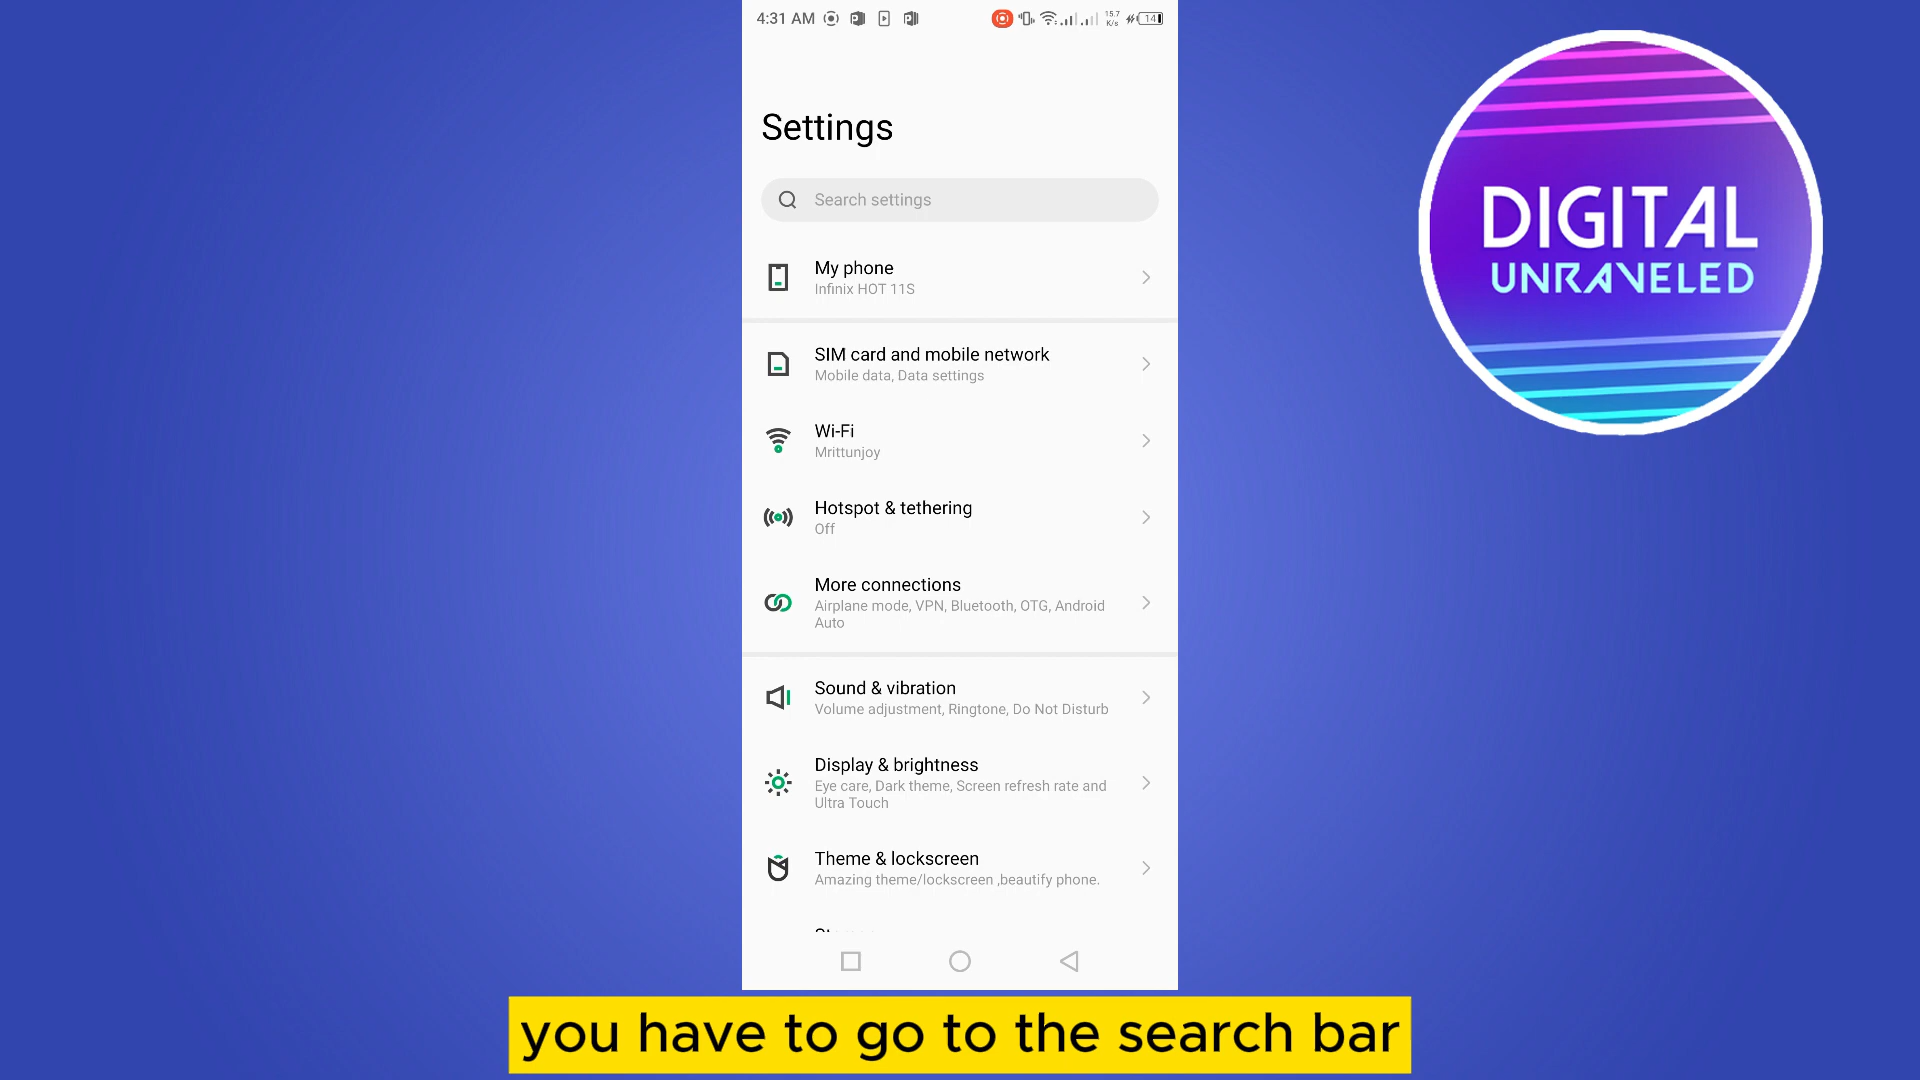 4:31 AM
15.7
K/s
14
Settings
Search settings
My phone
Infinix HOT 11S
SIM card and mobile network
Mobile data, Data settings
Wi-Fi
Mrittunjoy
Hotspot & tethering
Off
More connections
Airplane mode, VPN, Bluetooth, OTG, Android
Auto
Sound & vibration
Volume adjustment, Ringtone, Do Not Disturb
Display & brightness
Eye care, Dark theme, Screen refresh rate and
Ultra Touch
Theme & lockscreen
Amazing theme/lockscreen ,beautify phone.
DIGITAL
UNRAVELED
you have to go to the search bar